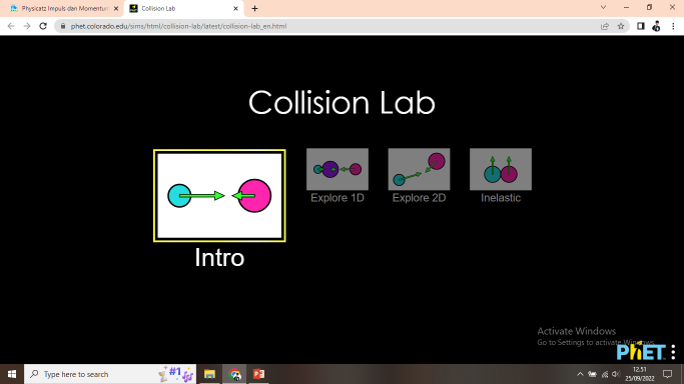 Physicatz Impuls dan Momentum
Collision Lab
phet.colorado.edu/sims/html/collision-lab/latest/collision-lab_en.html
Collision Lab
Intro
Explore 1D
Explore 2D
Inelastic
Activate Windows
Go to Settings to activate Windows.
PhET
Type here to search
#1
12.51
25/09/2022